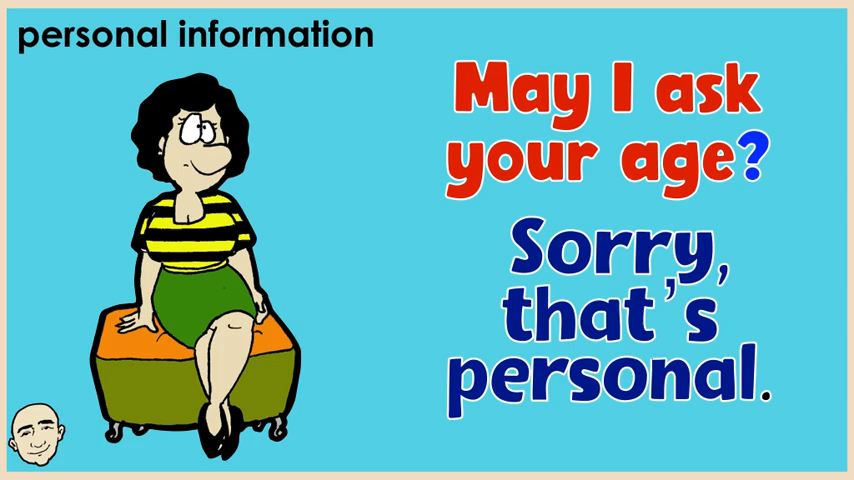 personal information
May I ask
your age?
Sorry,
that's
personal.